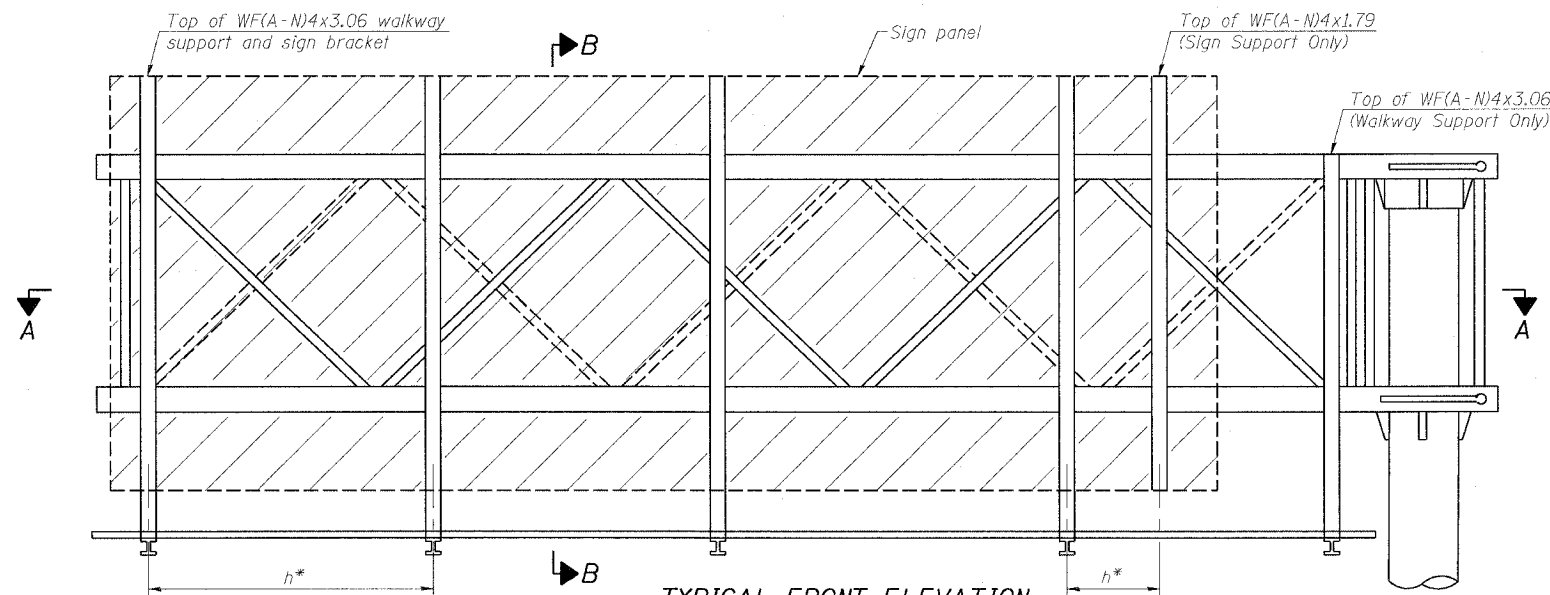 Top of WF(A-N)4x3.06 walkway
support and sign bracket
B
Sign panel
Top of WF(A-N)4x1.79
(Sign Support Only)
Top of WF(A-N)4x3.06
(Walkway Support Only)
A
A
h*
B
h*
TYPICAL FRONT ELEVATION